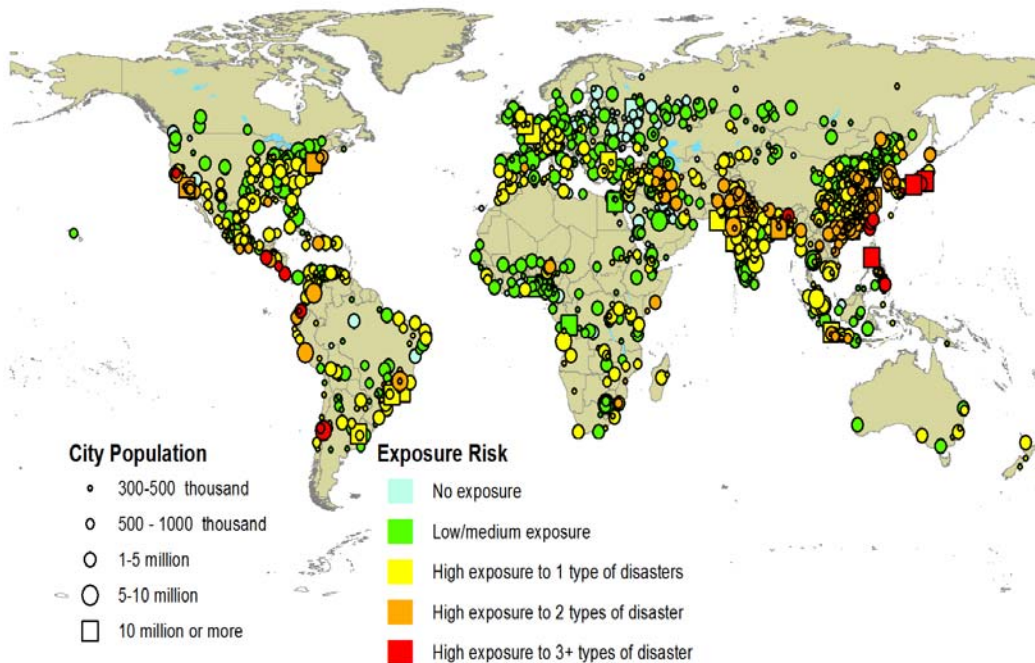 City Population
300-500 thousand
500 - 1000 thousand
1-5 million
5-10 million
10 million or more
Exposure Risk
No exposure
Low/medium exposure
High exposure to 1 type of disasters
High exposure to 2 types of disaster
High exposure to 3+ types of disaster